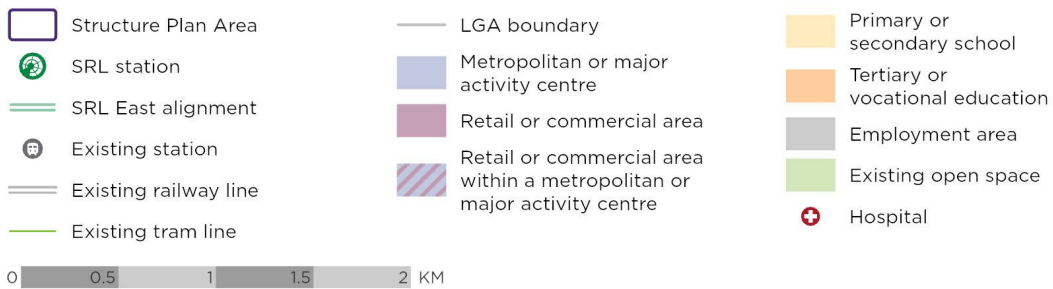 Structure Plan Area
SRL station
SRL East alignment
Existing station
Existing railway line
Existing tram line
LGA boundary
Metropolitan or major
activity centre
Retail or commercial area
Retail or commercial area
within a metropolitan or
major activity centre
Primary or
secondary school
Tertiary or
vocational education
Employment area
Existing open space
Hospital
0 0.5 1 1.5 2 KM